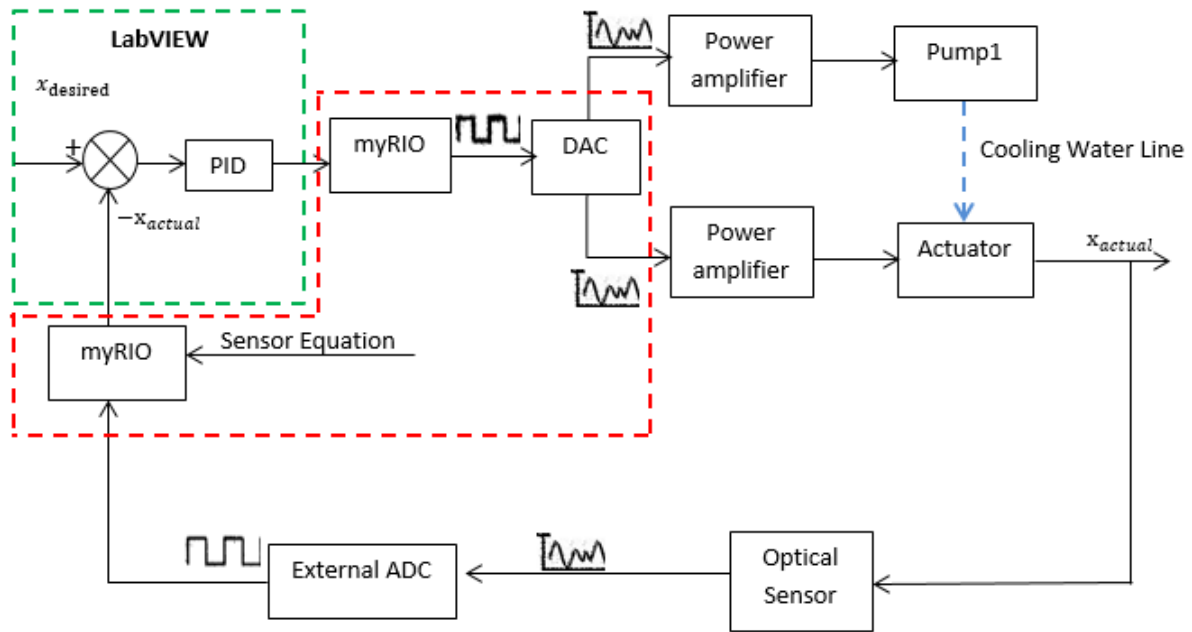 LabVIEW
x_desired
+
PID
−x_actual
myRIO
DAC
Power
amplifier
Pump1
Cooling Water Line
Power
amplifier
Actuator
x_actual
myRIO
Sensor Equation
External ADC
Optical
Sensor